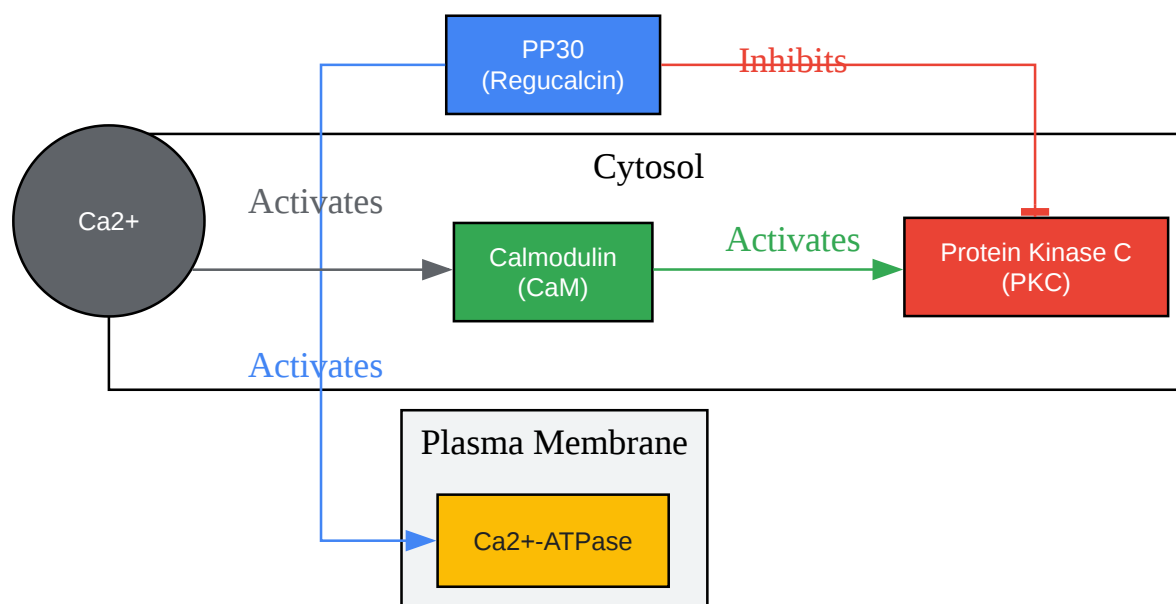 PP30
(Regucalcin)
Inhibits
Cytosol
Activates
Ca2+
Calmodulin
(CaM)
Activates
Protein Kinase C
(PKC)
Activates
Plasma Membrane
Ca2+-ATPase